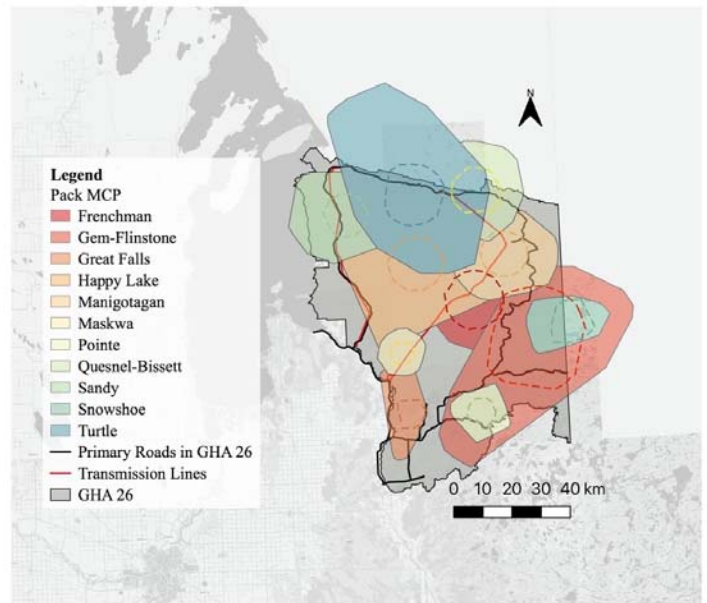 N
Legend
Pack MCP
Frenchman
Gem-Flinstone
Great Falls
Happy Lake
Manigotagan
Maskwa
Pointe
Quesnel-Bissett
Sandy
Snowshoe
Turtle
Primary Roads in GHA 26
Transmission Lines
GHA 26
0 10 20 30 40 km